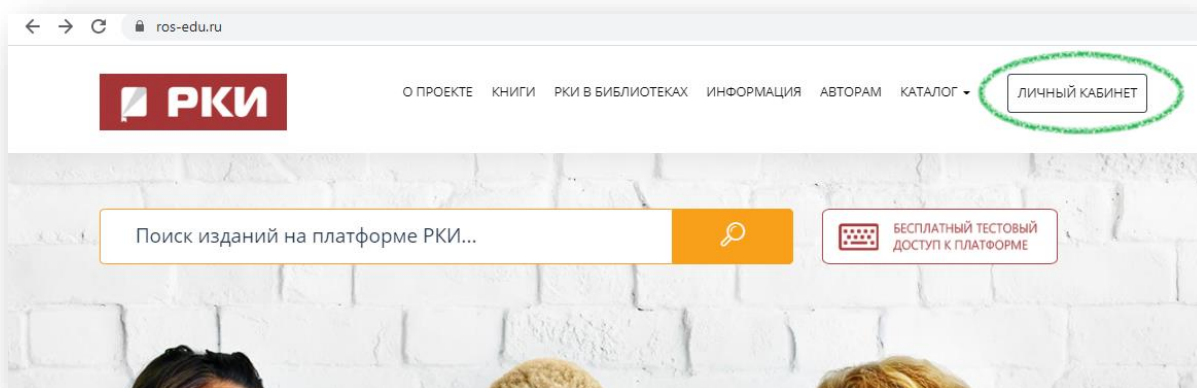 ros-edu.ru
РКИ
О ПРОЕКТЕ КНИГИ РКИ В БИБЛИОТЕКАХ ИНФОРМАЦИЯ АВТОРАМ КАТАЛОГ ЛИЧНЫЙ КАБИНЕТ
Поиск изданий на платформе РКИ...
БЕСПЛАТНЫЙ ТЕСТОВЫЙ
ДОСТУП К ПЛАТФОРМЕ